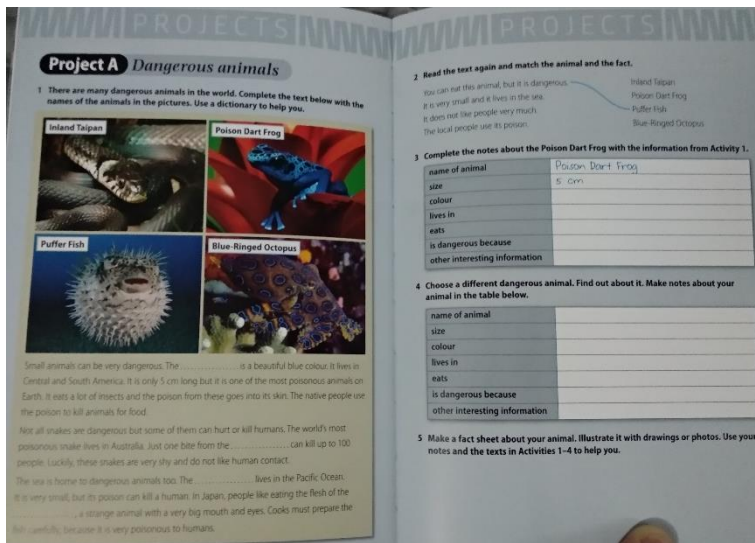 PROJECTS
Project A Dangerous animals
1 There are many dangerous animals in the world. Complete the text below with the
names of the animals in the pictures. Use a dictionary to help you.
Inland Taipan
Poison Dart Frog
Puffer Fish
Blue-Ringed Octopus
Small animals can be very dangerous. The .................. is a beautiful blue colour. It lives in
Central and South America. It is only 5 cm long but it is one of the most poisonous animals on
Earth. It eats a lot of insects and the poison from these goes into its skin. The native people use
the poison to kill animals for food.
Not all snakes are dangerous but some of them can hurt or kill humans. The world's most
poisonous snake lives in Australia. Just one bite from the .................. can kill up to 100
people. Luckily, these snakes are very shy and do not like human contact.
The sea is home to dangerous animals too. The .................. lives in the Pacific Ocean.
It is very small, but its poison can kill a human. In Japan, people like eating the flesh of the
.................., a strange animal with a very big mouth and eyes. Cooks must prepare the
fish carefully, because it is very poisonous to humans.
PROJECTS
2 Read the text again and match the animal and the fact.
You can eat this animal, but it is dangerous. Inland Taipan
It is very small and it lives in the sea. Poison Dart Frog
It does not like people very much. Puffer Fish
The local people use its poison. Blue-Ringed Octopus
3 Complete the notes about the Poison Dart Frog with the information from Activity 1.
name of animal Poison Dart Frog
size 5 cm
colour
lives in
eats
is dangerous because
other interesting information
4 Choose a different dangerous animal. Find out about it. Make notes about your
animal in the table below.
name of animal
size
colour
lives in
eats
is dangerous because
other interesting information
5 Make a fact sheet about your animal. Illustrate it with drawings or photos. Use your
notes and the texts in Activities 1–4 to help you.